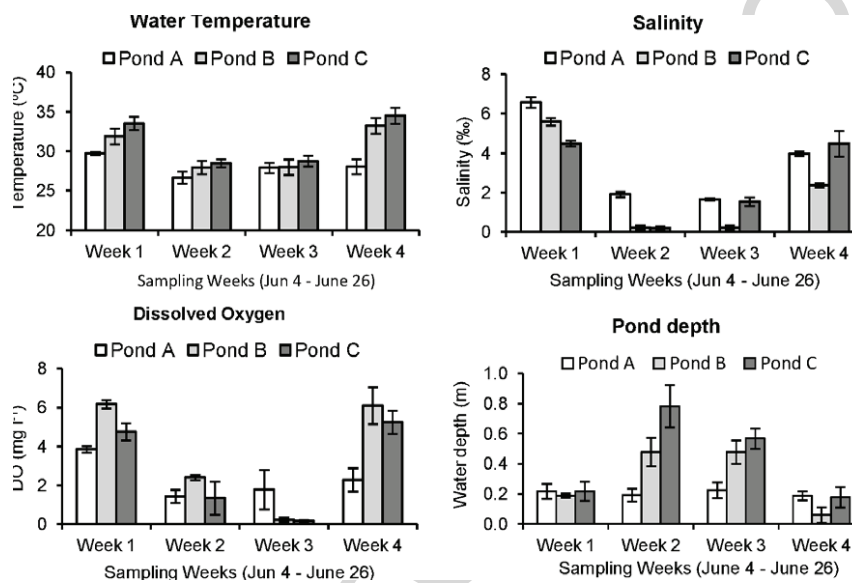 Water Temperature
Pond A Pond B Pond C
Temperature (°C)
40
35
30
25
20
Week 1 Week 2 Week 3 Week 4
Sampling Weeks (Jun 4 - June 26)
Salinity
Pond A Pond B Pond C
Salinity (‰)
8
6
4
2
0
Week 1 Week 2 Week 3 Week 4
Sampling Weeks (Jun 4 - June 26)
Dissolved Oxygen
Pond A Pond B Pond C
DO (mg l⁻¹)
8
6
4
2
0
Week 1 Week 2 Week 3 Week 4
Sampling Weeks (Jun 4 - June 26)
Pond depth
Pond A Pond B Pond C
Water depth (m)
1.0
0.8
0.6
0.4
0.2
0.0
Week 1 Week 2 Week 3 Week 4
Sampling Weeks (June 4 - June 26)